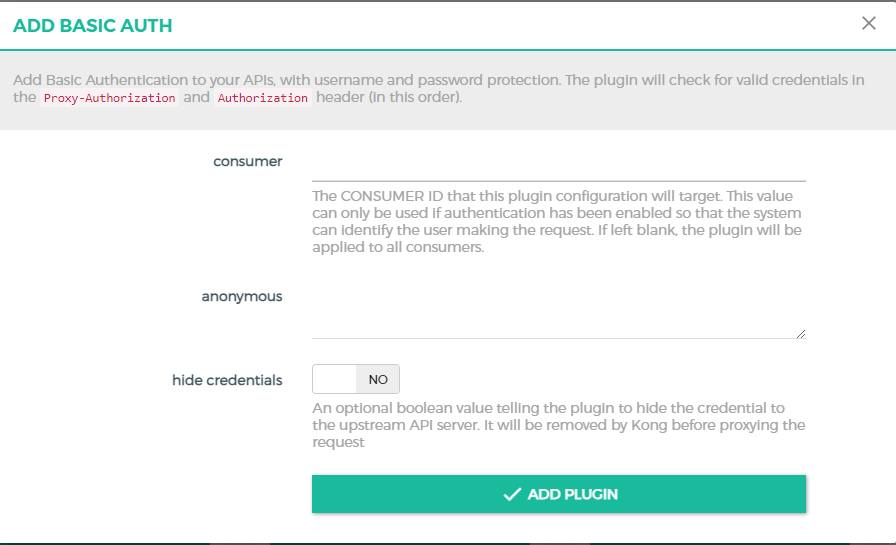 ADD BASIC AUTH
Add Basic Authentication to your APIs, with username and password protection. The plugin will check for valid credentials in
the Proxy-Authorization and Authorization header (in this order).
consumer
The CONSUMER ID that this plugin configuration will target. This value
can only be used if authentication has been enabled so that the system
can identify the user making the request. If left blank, the plugin will be
applied to all consumers.
anonymous
hide credentials
NO
An optional boolean value telling the plugin to hide the credential to
the upstream API server. It will be removed by Kong before proxying the
request
ADD PLUGIN